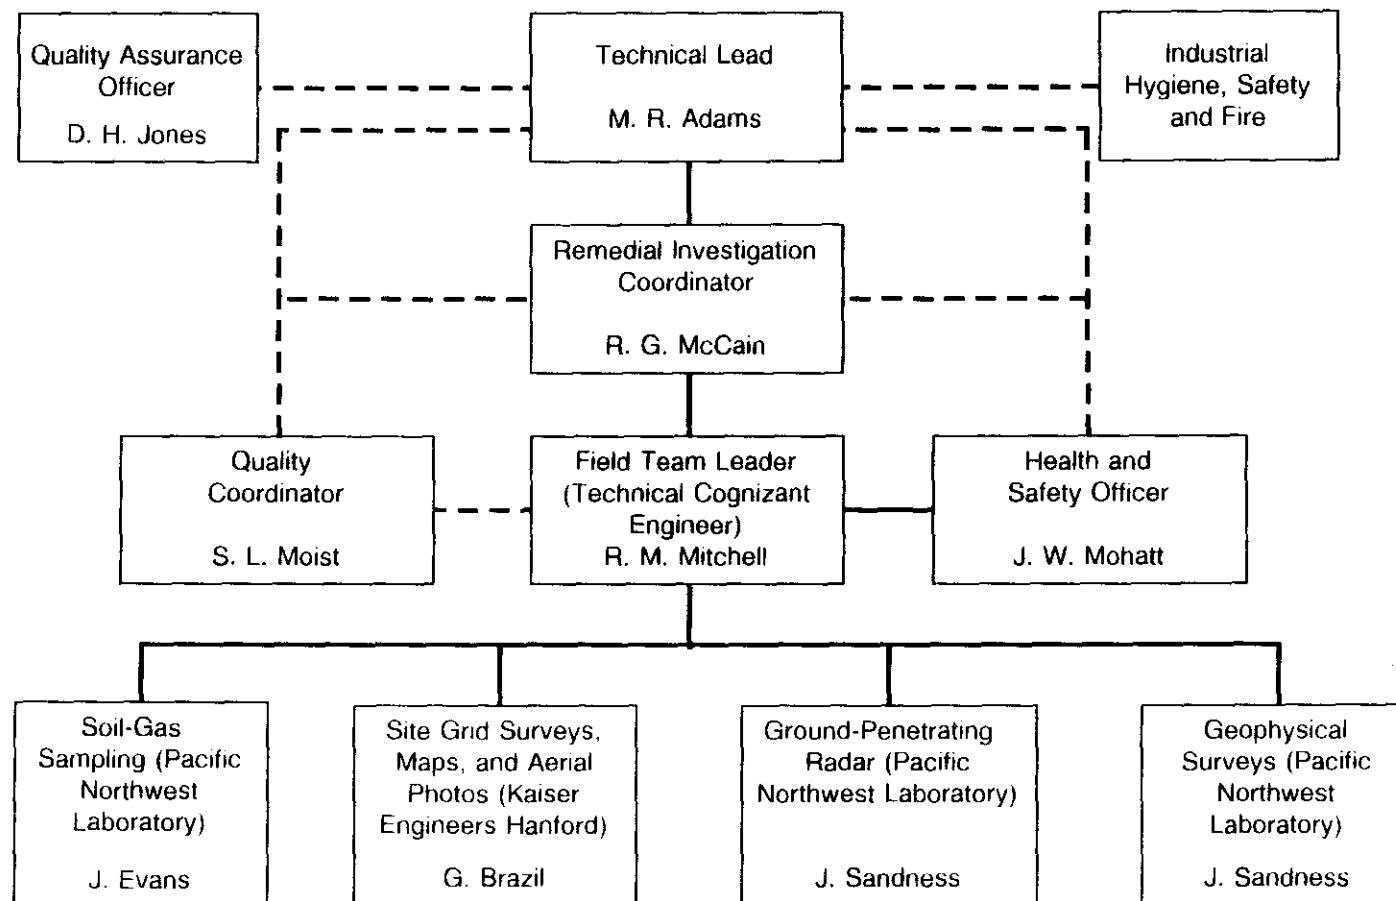 Quality Assurance
Officer
D. H. Jones
Technical Lead
M. R. Adams
Industrial
Hygiene, Safety
and Fire
Remedial Investigation
Coordinator
R. G. McCain
Quality
Coordinator
S. L. Moist
Field Team Leader
(Technical Cognizant
Engineer)
R. M. Mitchell
Health and
Safety Officer
J. W. Mohatt
Soil-Gas
Sampling (Pacific
Northwest
Laboratory)
J. Evans
Site Grid Surveys,
Maps, and Aerial
Photos (Kaiser
Engineers Hanford)
G. Brazil
Ground-Penetrating
Radar (Pacific
Northwest Laboratory)
J. Sandness
Geophysical
Surveys (Pacific
Northwest
Laboratory)
J. Sandness